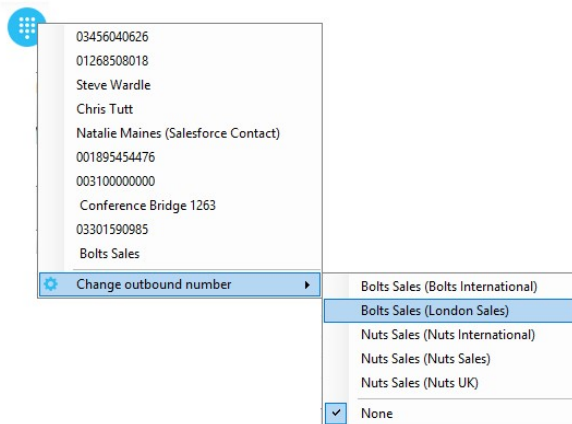 03456040626
01268508018
Steve Wardle
Chris Tutt
Natalie Maines (Salesforce Contact)
001895454476
003100000000
Conference Bridge 1263
03301590985
Bolts Sales
Change outbound number
Bolts Sales (Bolts International)
Bolts Sales (London Sales)
Nuts Sales (Nuts International)
Nuts Sales (Nuts Sales)
Nuts Sales (Nuts UK)
None